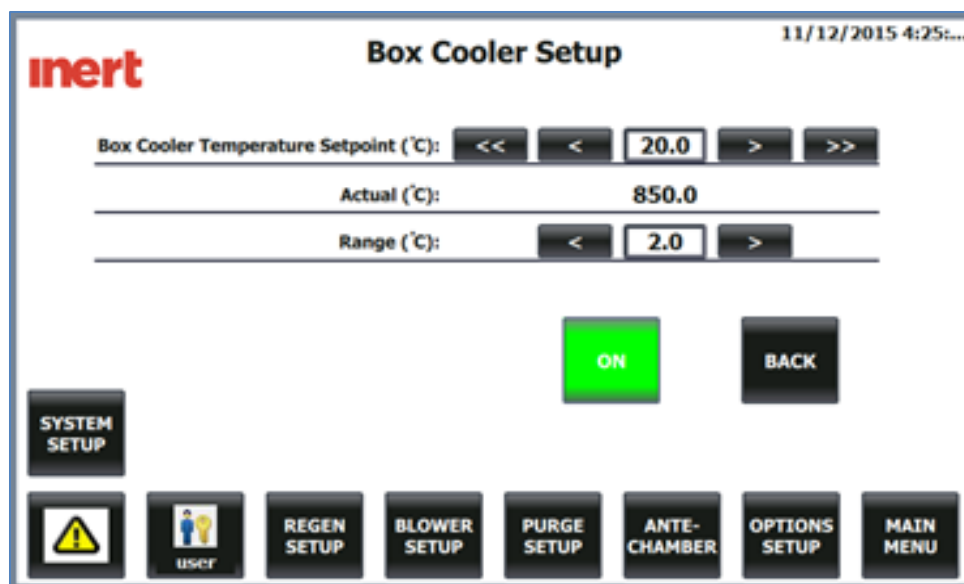 inert
Box Cooler Setup
11/12/2015 4:25:...
Box Cooler Temperature Setpoint (°C): << < 20.0 > >>
Actual (°C): 850.0
Range (°C): < 2.0 >
ON
BACK
SYSTEM
SETUP
user
REGEN
SETUP
BLOWER
SETUP
PURGE
SETUP
ANTE-
CHAMBER
OPTIONS
SETUP
MAIN
MENU